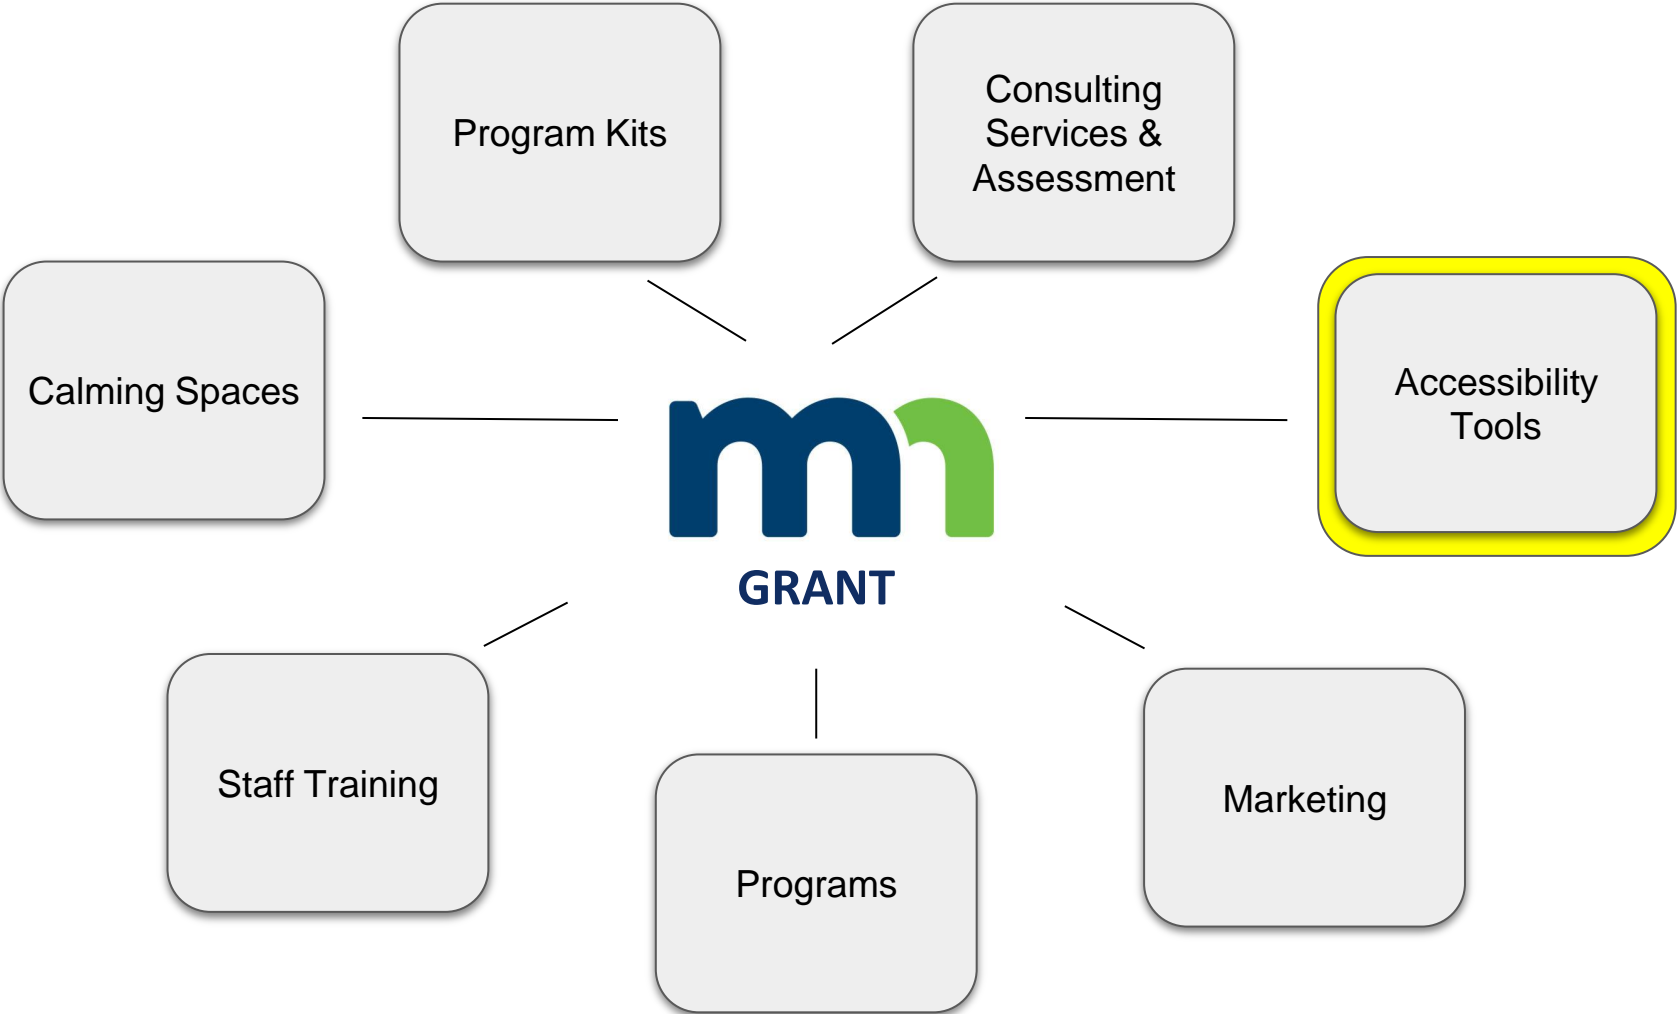 Program Kits
Consulting
Services &
Assessment
Calming Spaces
Accessibility
Tools
mn
GRANT
Staff Training
Programs
Marketing